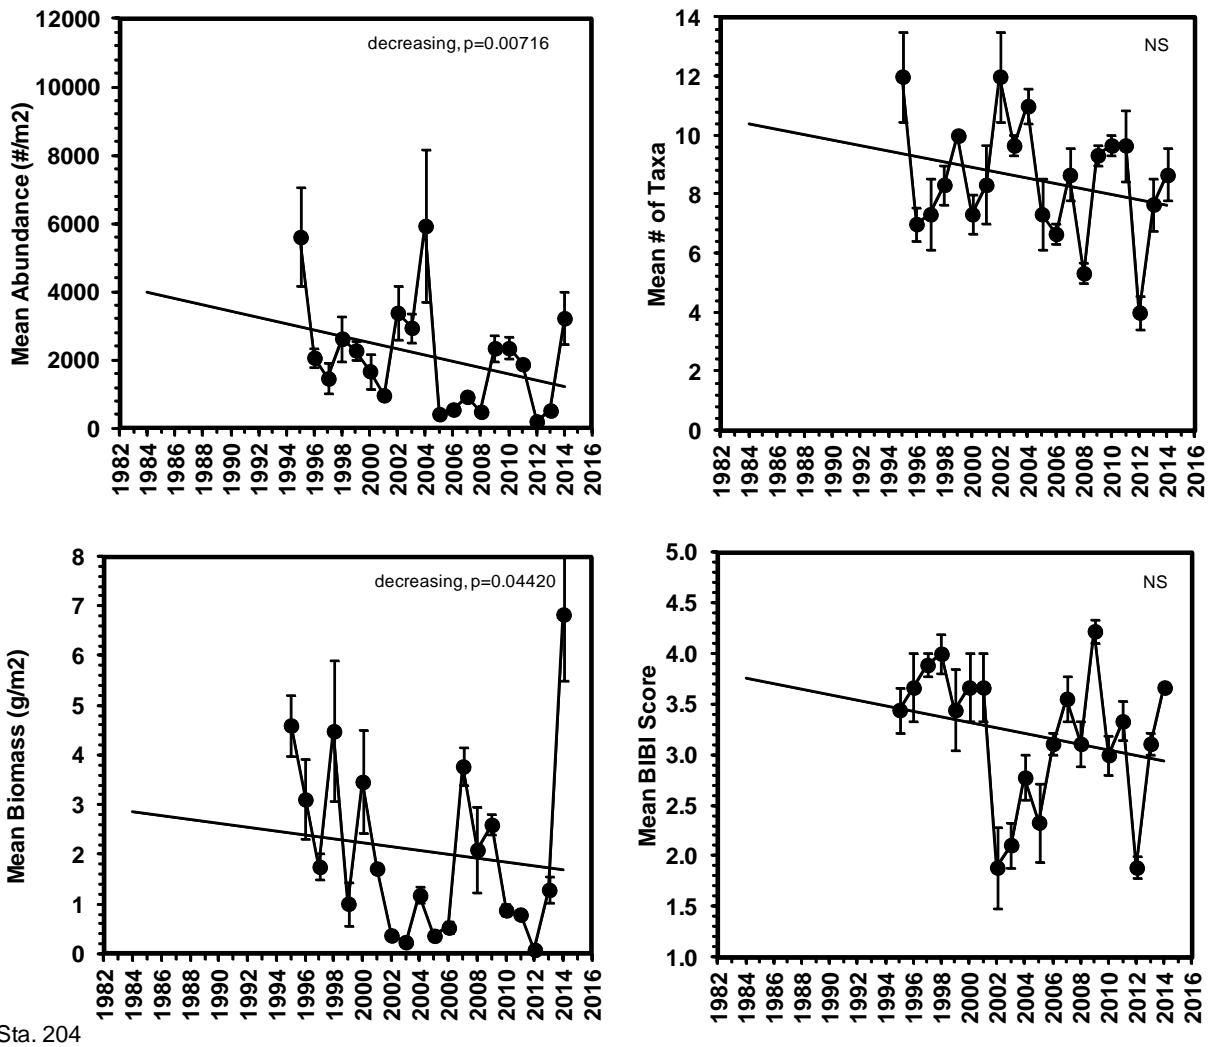 12000
10000
8000
6000
4000
2000
0
Mean Abundance (#/m2)
decreasing, p=0.00716
1982 1984 1986 1988 1990 1992 1994 1996 1998 2000 2002 2004 2006 2008 2010 2012 2014 2016
14
12
10
8
6
4
2
0
Mean # of Taxa
NS
1982 1984 1986 1988 1990 1992 1994 1996 1998 2000 2002 2004 2006 2008 2010 2012 2014 2016
8
7
6
5
4
3
2
1
0
Mean Biomass (g/m2)
decreasing, p=0.04420
1982 1984 1986 1988 1990 1992 1994 1996 1998 2000 2002 2004 2006 2008 2010 2012 2014 2016
5.0
4.5
4.0
3.5
3.0
2.5
2.0
1.5
1.0
Mean BIBI Score
NS
1982 1984 1986 1988 1990 1992 1994 1996 1998 2000 2002 2004 2006 2008 2010 2012 2014 2016
Sta. 204